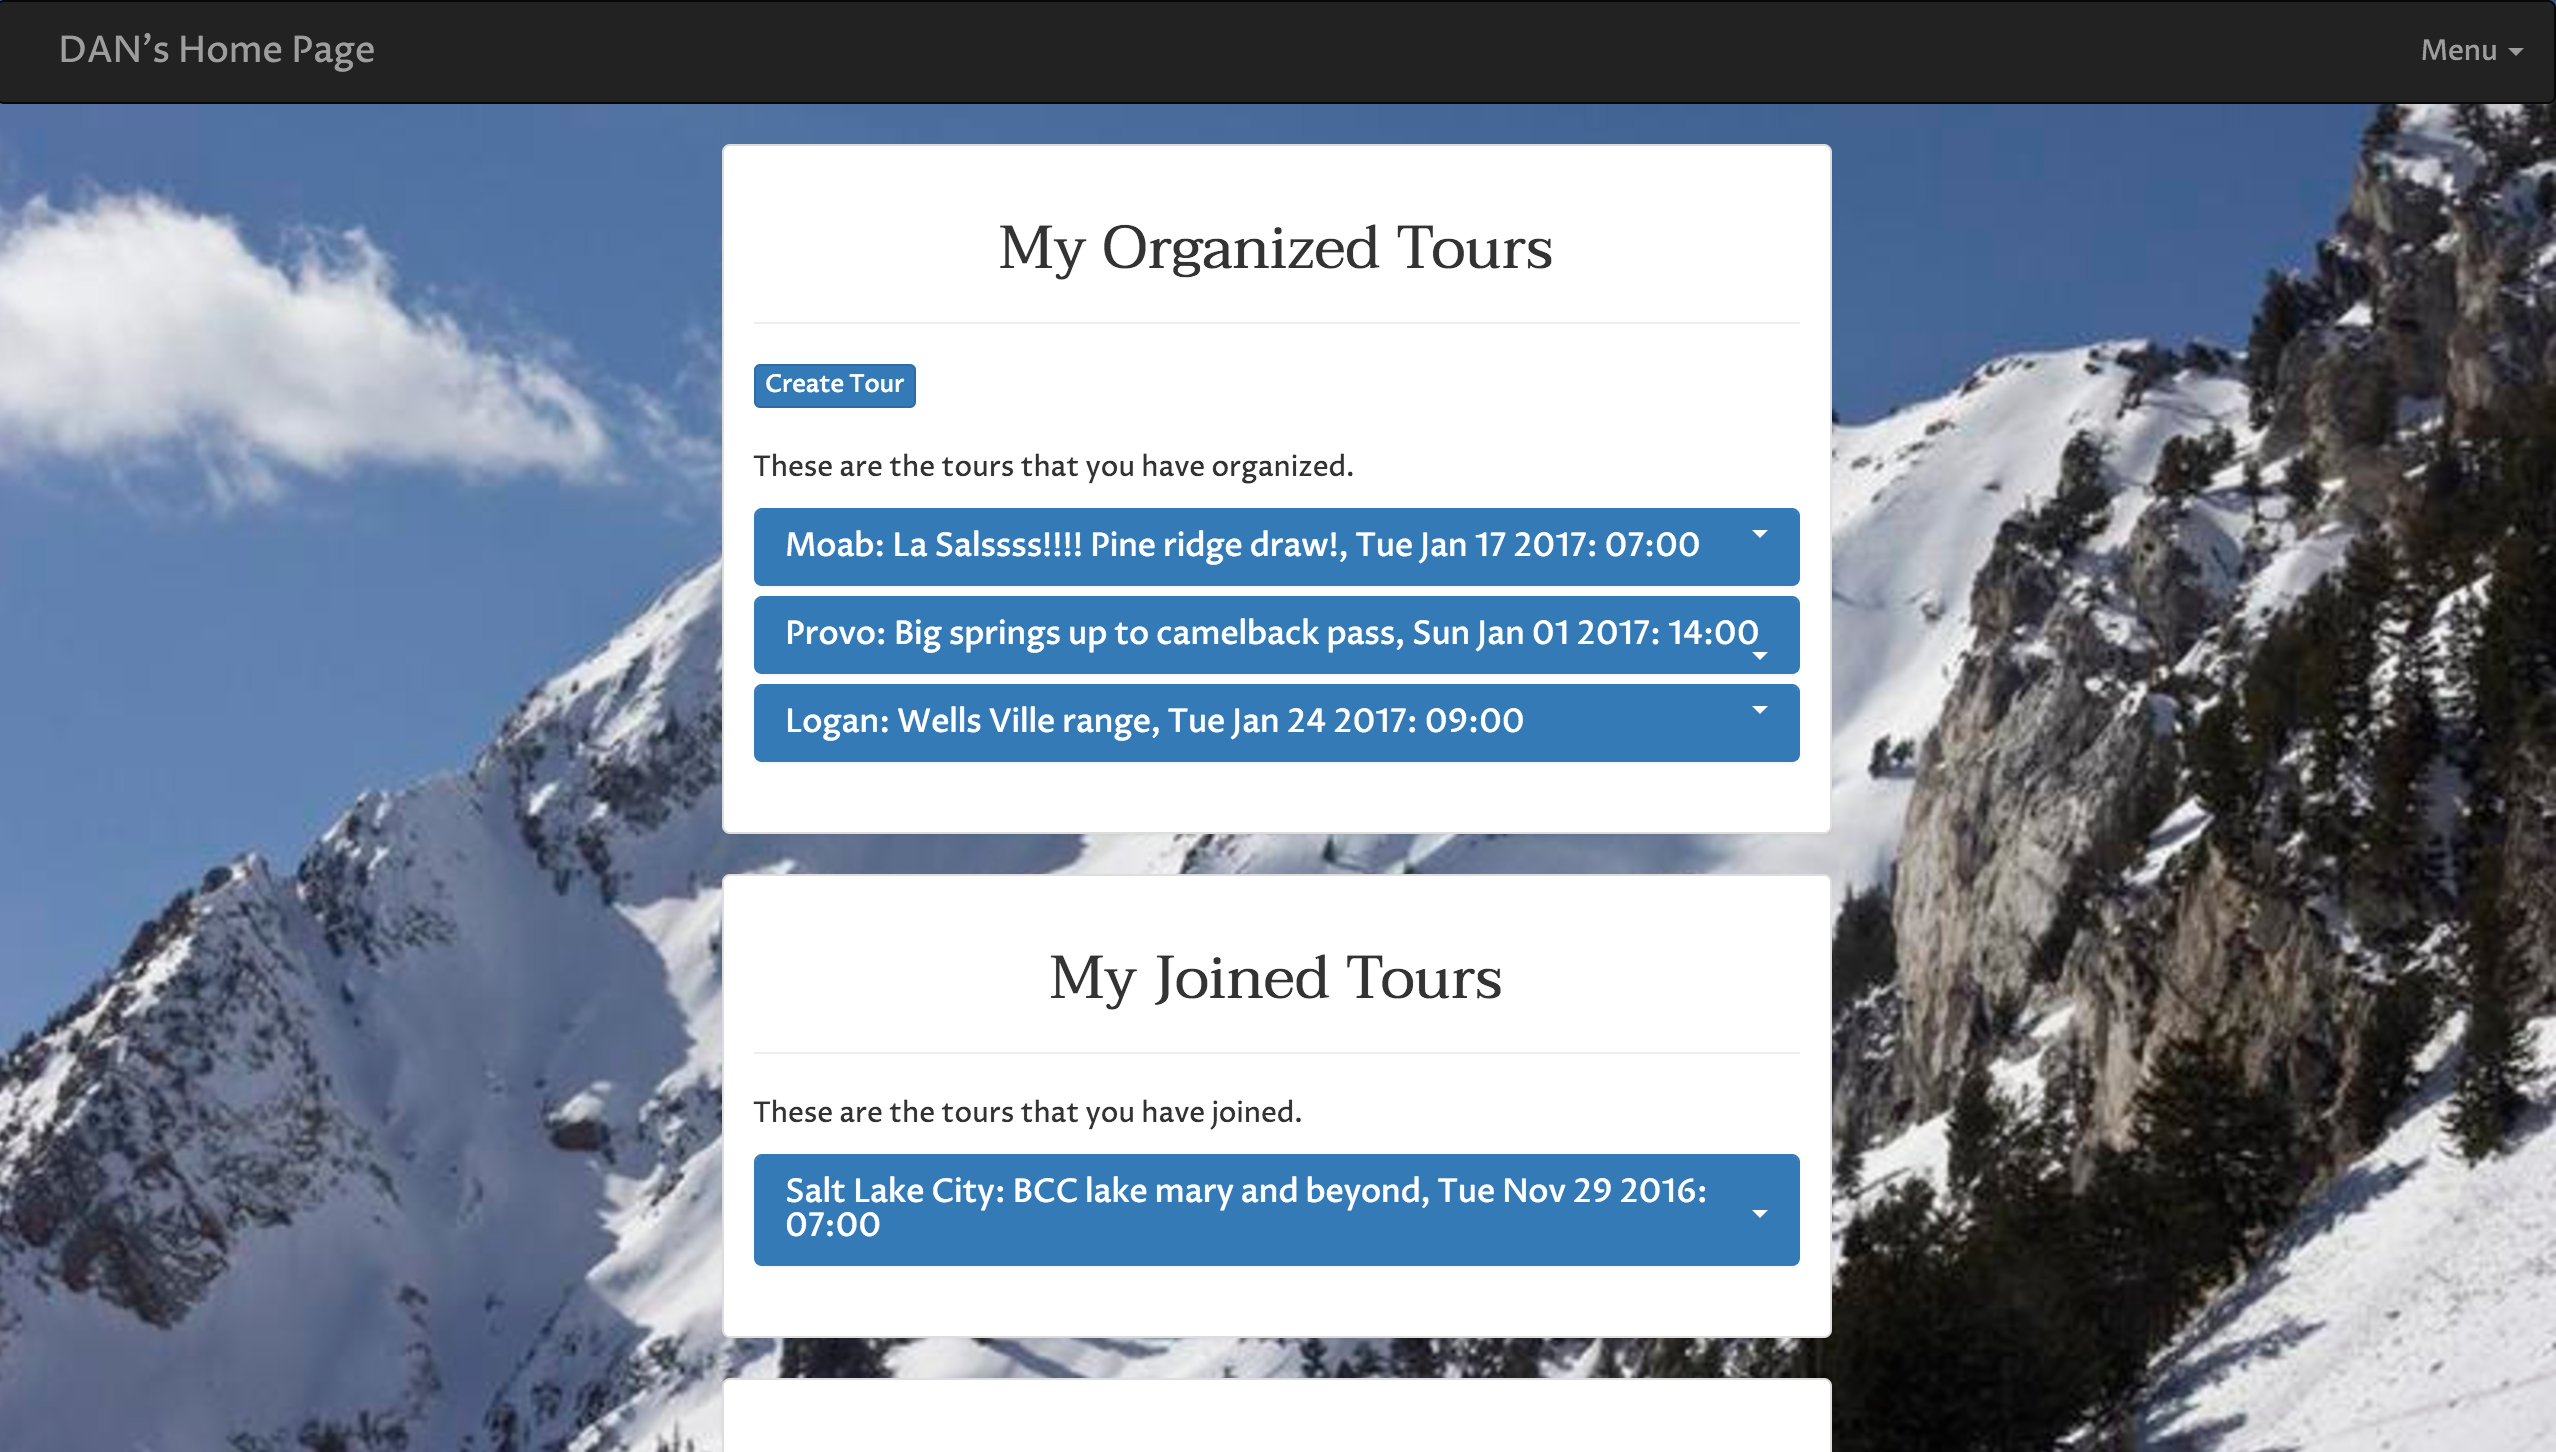 DAN's Home Page
Menu
My Organized Tours
Create Tour
These are the tours that you have organized.
Moab: La Salssss!!!! Pine ridge draw!, Tue Jan 17 2017: 07:00
Provo: Big springs up to camelback pass, Sun Jan 01 2017: 14:00
Logan: Wells Ville range, Tue Jan 24 2017: 09:00
My Joined Tours
These are the tours that you have joined.
Salt Lake City: BCC lake mary and beyond, Tue Nov 29 2016:
07:00